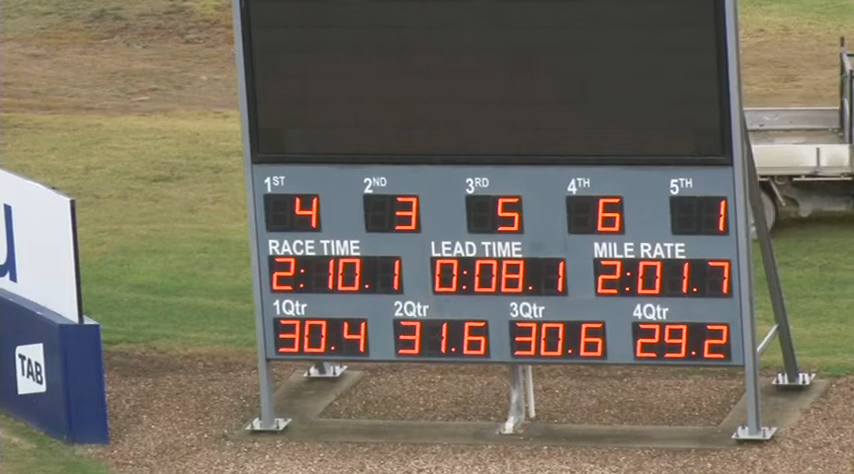 1ST 2ND 3RD 4TH 5TH
4 3 5 6 1
RACE TIME LEAD TIME MILE RATE
2:10.1 0:08.1 2:01.7
1Qtr 2Qtr 3Qtr 4Qtr
30.4 31.6 30.6 29.2
TAB